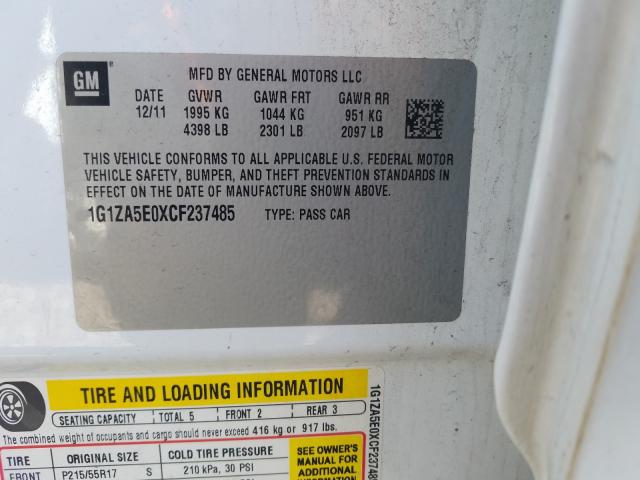 GM
MFD BY GENERAL MOTORS LLC
DATE GVWR GAWR FRT GAWR RR
12/11 1995 KG 1044 KG 951 KG
4398 LB 2301 LB 2097 LB
THIS VEHICLE CONFORMS TO ALL APPLICABLE U.S. FEDERAL MOTOR
VEHICLE SAFETY, BUMPER, AND THEFT PREVENTION STANDARDS IN
EFFECT ON THE DATE OF MANUFACTURE SHOWN ABOVE.
1G1ZA5E0XCF237485 TYPE: PASS CAR
TIRE AND LOADING INFORMATION
SEATING CAPACITY TOTAL 5 FRONT 2 REAR 3
The combined weight of occupants and cargo should never exceed 416 kg or 917 lbs.
TIRE ORIGINAL SIZE COLD TIRE PRESSURE
FRONT P215/55R17 S 210 kPa, 30 PSI
SEE OWNER'S
MANUAL FOR
ADDITIONAL
INFORMATION
1G1ZA5E0XCF237485